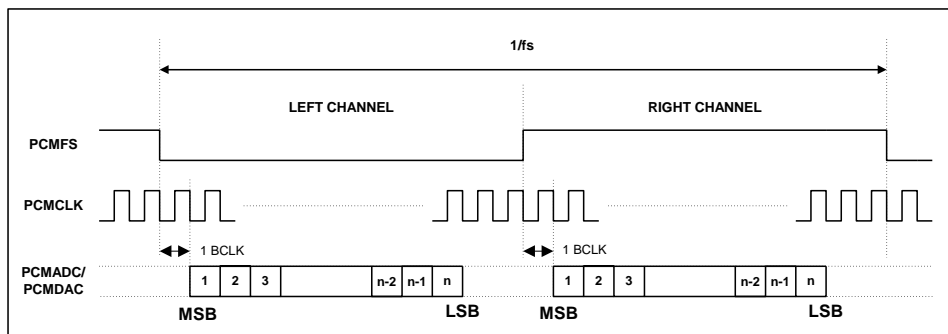 1/fs
LEFT CHANNEL RIGHT CHANNEL
PCMFS
PCMCLK
1 BCLK 1 BCLK
PCMADC/
PCMDAC
1 2 3 n-2 n-1 n 1 2 3 n-2 n-1 n
MSB LSB MSB LSB